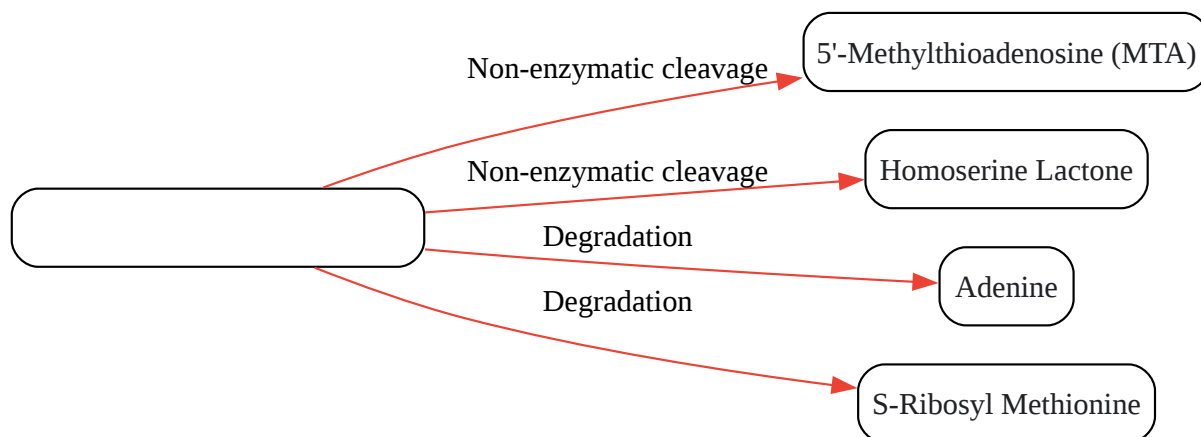 Non-enzymatic cleavage
5'-Methylthioadenosine (MTA)
Non-enzymatic cleavage
Homoserine Lactone
Degradation
Adenine
Degradation
S-Ribosyl Methionine